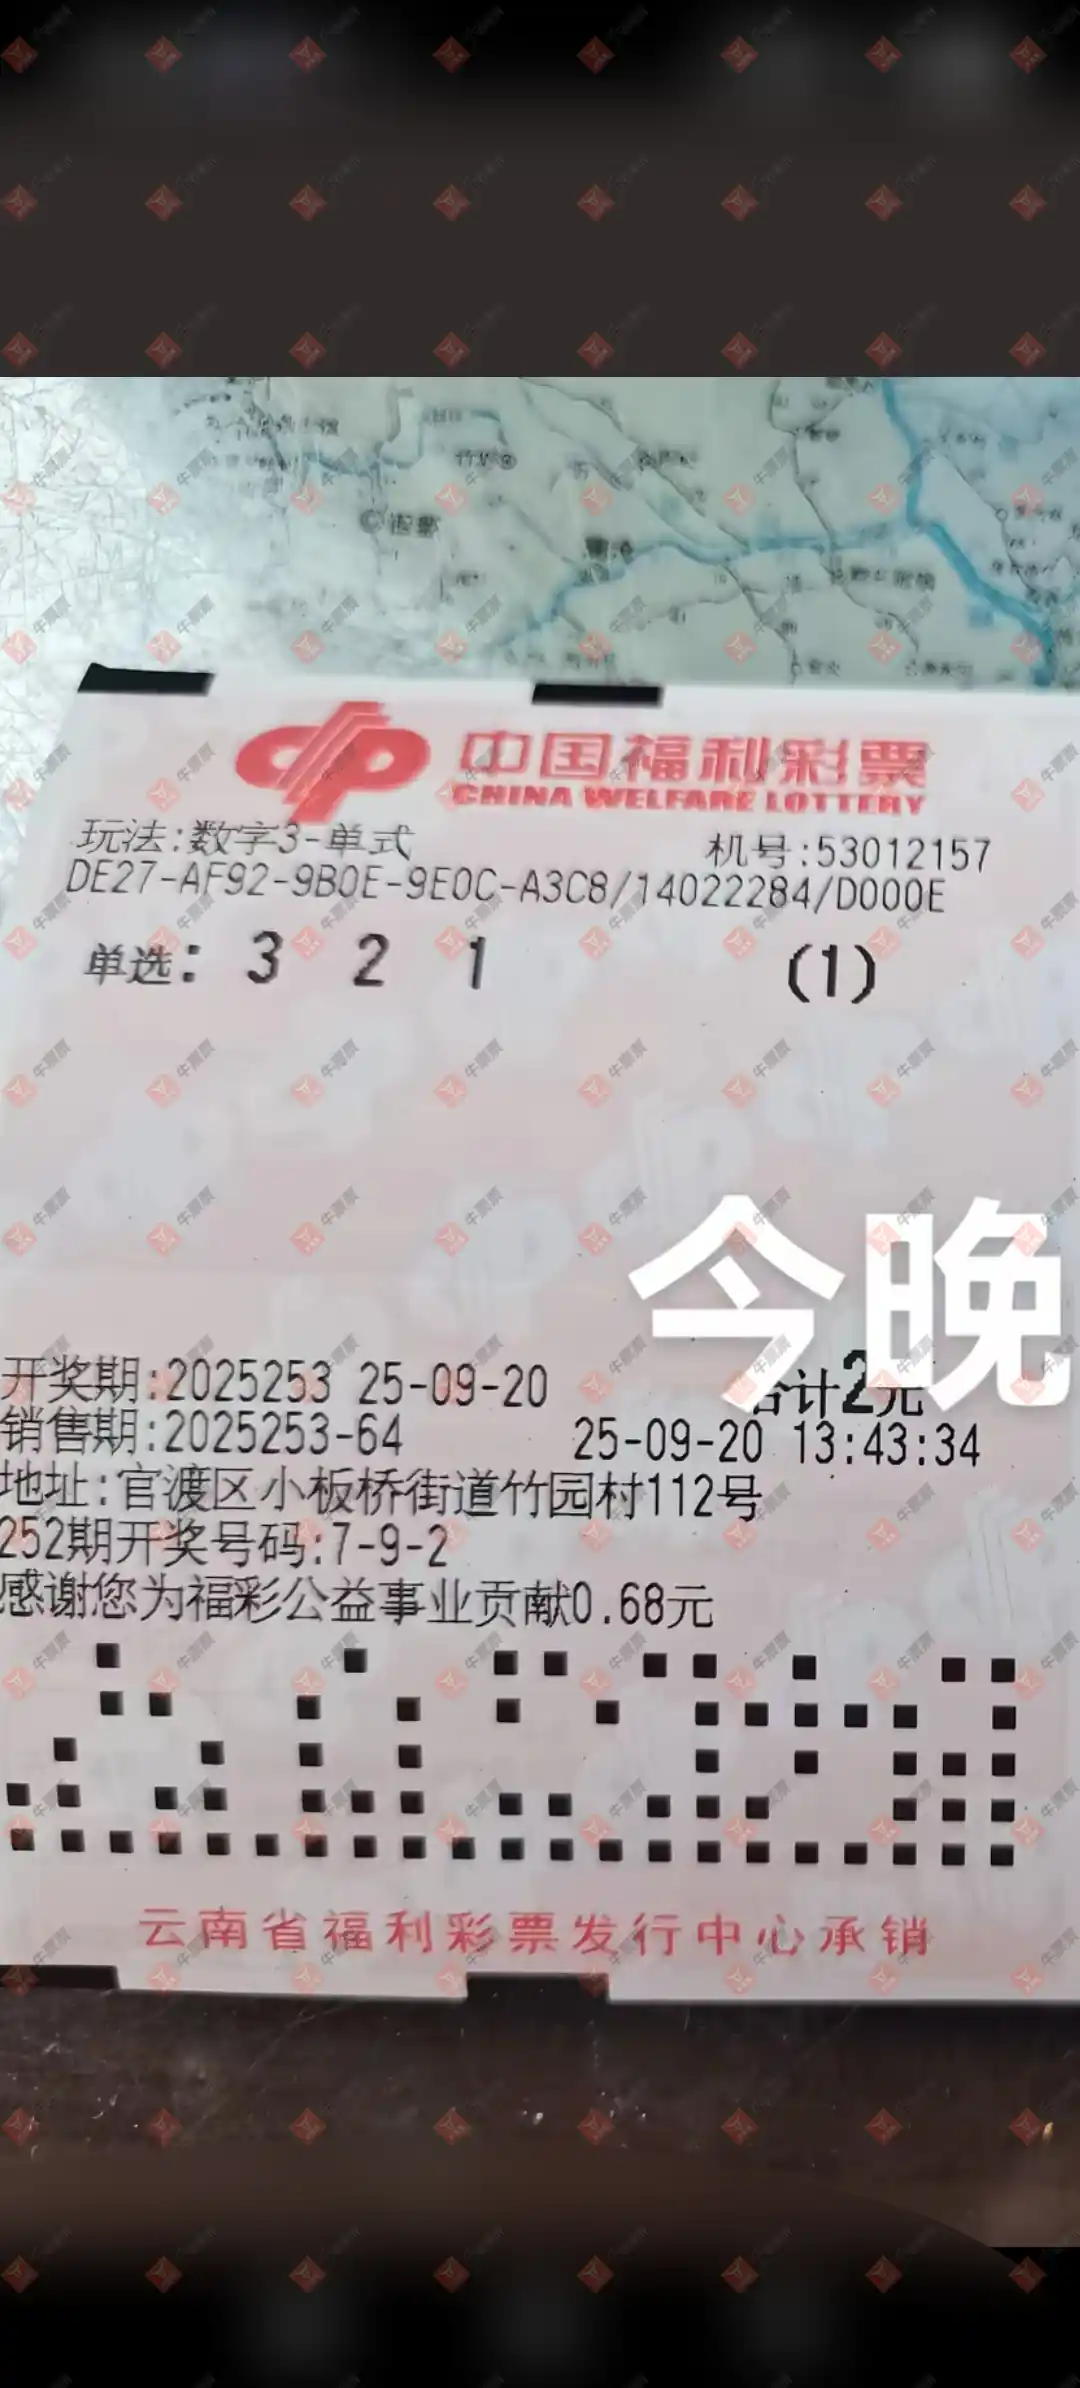 中国福利彩票
CHINA WELFARE LOTTERY
玩法:数字3-单式 机号:53012157
DE27-AF92-9B0E-9E0C-A3C8/14022284/D000E
单选: 3 2 1 (1)
今晚
开奖期:2025253 25-09-20 合计2元
销售期:2025253-64 25-09-20 13:43:34
地址:官渡区小板桥街道竹园村112号
252期开奖号码:7-9-2
感谢您为福彩公益事业贡献0.68元
云南省福利彩票发行中心承销
牛票票